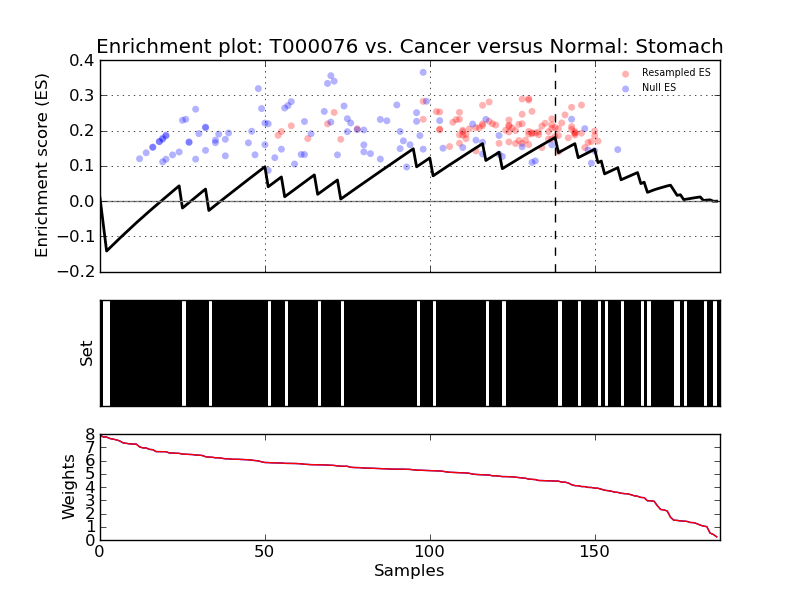 Enrichment plot: T000076 vs. Cancer versus Normal: Stomach
Enrichment score (ES)
0.4
0.3
0.2
0.1
0.0
−0.1
−0.2
Resampled ES
Null ES
Set
Weights
8
7
6
5
4
3
2
1
0
0
50
100
150
Samples